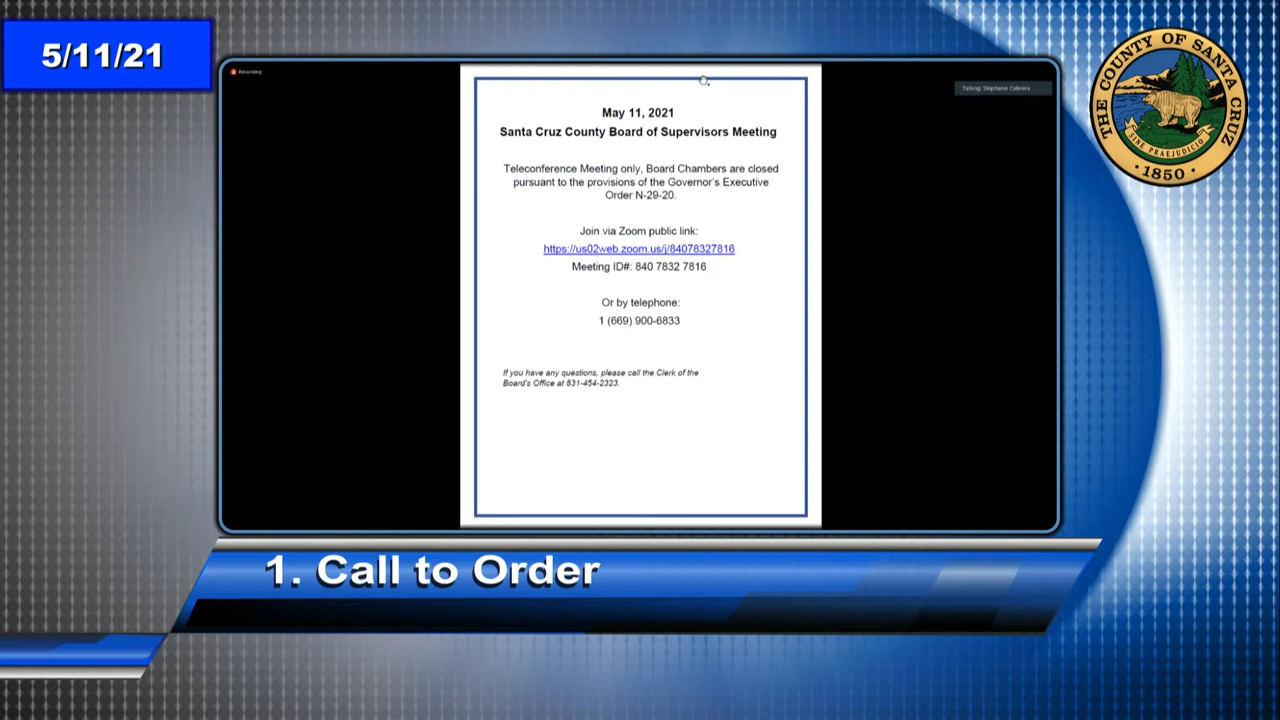 5/11/21
Recording
Talking: Stephanie Cabrera
THE COUNTY OF SANTA CRUZ
SINE PRAEJUDICIO
• 1850 •
May 11, 2021
Santa Cruz County Board of Supervisors Meeting
Teleconference Meeting only, Board Chambers are closed
pursuant to the provisions of the Governor's Executive
Order N-29-20.
Join via Zoom public link:
https://us02web.zoom.us/j/84078327816
Meeting ID#: 840 7832 7816
Or by telephone:
1 (669) 900-6833
If you have any questions, please call the Clerk of the
Board's Office at 831-454-2323.
1. Call to Order